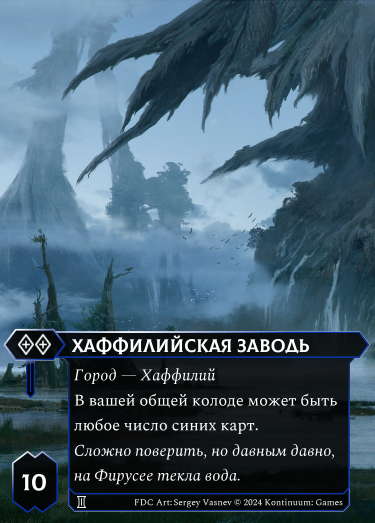 ХАФФИЛИЙСКАЯ ЗАВОДЬ
Город — Хаффилий
В вашей общей колоде может быть
любое число синих карт.
Сложно поверить, но давным давно,
на Фирусее текла вода.
10
FDC Art: Sergey Vasnev © 2024 Kontinuum: Games